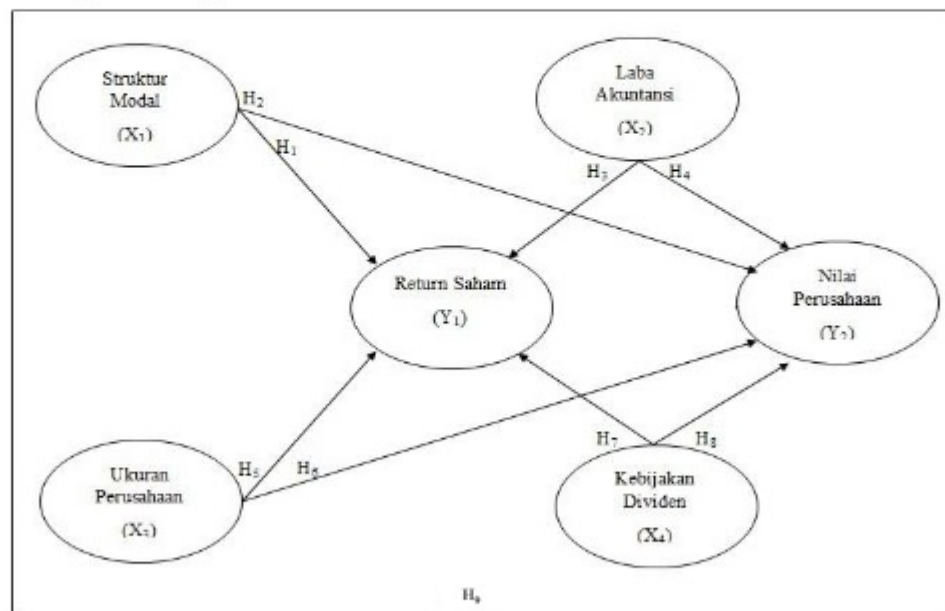 Struktur
Modal
(X₁)
H₂
H₁
Laba
Akuntansi
(X₂)
H₃
H₄
Return Saham
(Y₁)
Nilai
Perusahaan
(Y₂)
Ukuran
Perusahaan
(X₃)
H₅
H₆
H₇
H₈
Kebijakan
Dividen
(X₄)
H₉